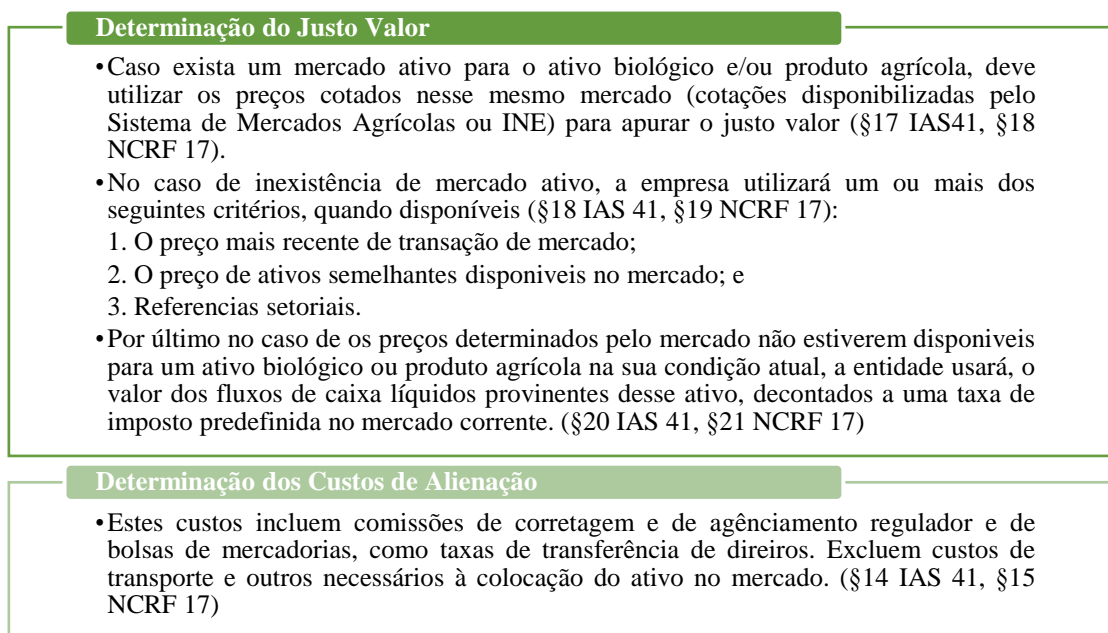 Determinação do Justo Valor
•Caso exista um mercado ativo para o ativo biológico e/ou produto agrícola, deve
utilizar os preços cotados nesse mesmo mercado (cotações disponibilizadas pelo
Sistema de Mercados Agrícolas ou INE) para apurar o justo valor (§17 IAS41, §18
NCRF 17).
•No caso de inexistência de mercado ativo, a empresa utilizará um ou mais dos
seguintes critérios, quando disponíveis (§18 IAS 41, §19 NCRF 17):
1. O preço mais recente de transação de mercado;
2. O preço de ativos semelhantes disponiveis no mercado; e
3. Referencias setoriais.
•Por último no caso de os preços determinados pelo mercado não estiverem disponiveis
para um ativo biológico ou produto agrícola na sua condição atual, a entidade usará, o
valor dos fluxos de caixa líquidos provinentes desse ativo, decontados a uma taxa de
imposto predefinida no mercado corrente. (§20 IAS 41, §21 NCRF 17)
Determinação dos Custos de Alienação
•Estes custos incluem comissões de corretagem e de agênciamento regulador e de
bolsas de mercadorias, como taxas de transferência de direiros. Excluem custos de
transporte e outros necessários à colocação do ativo no mercado. (§14 IAS 41, §15
NCRF 17)